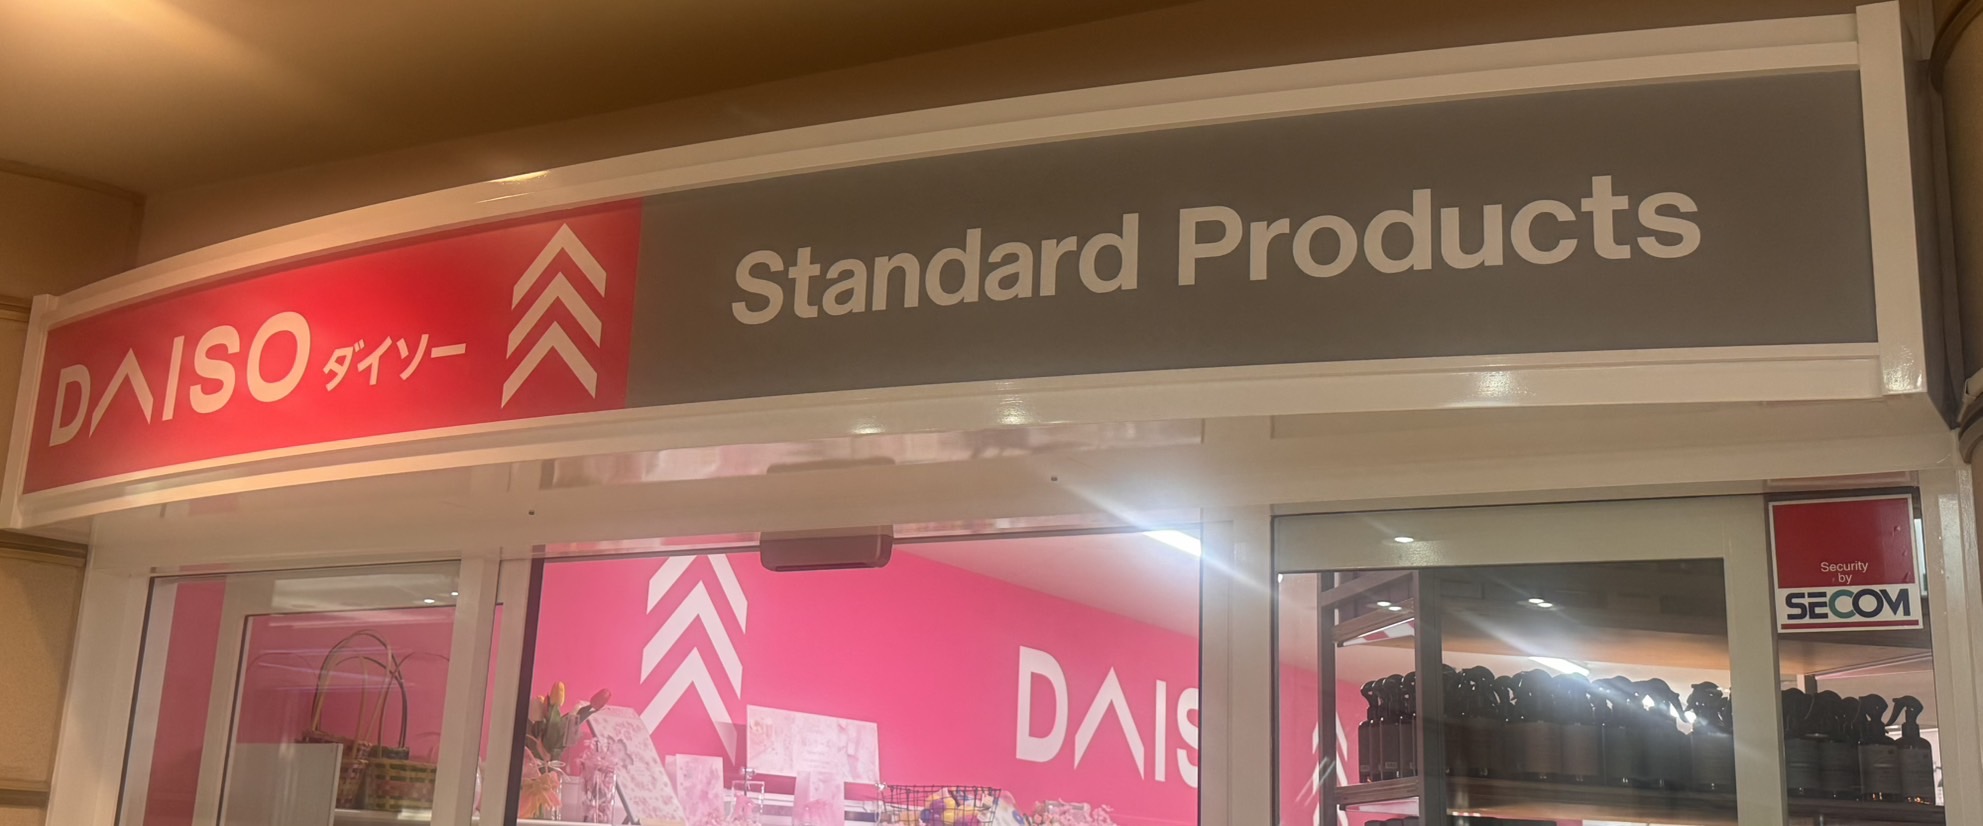 DAISO ダイソー
Standard Products
Security
by
SECOM
DAIS